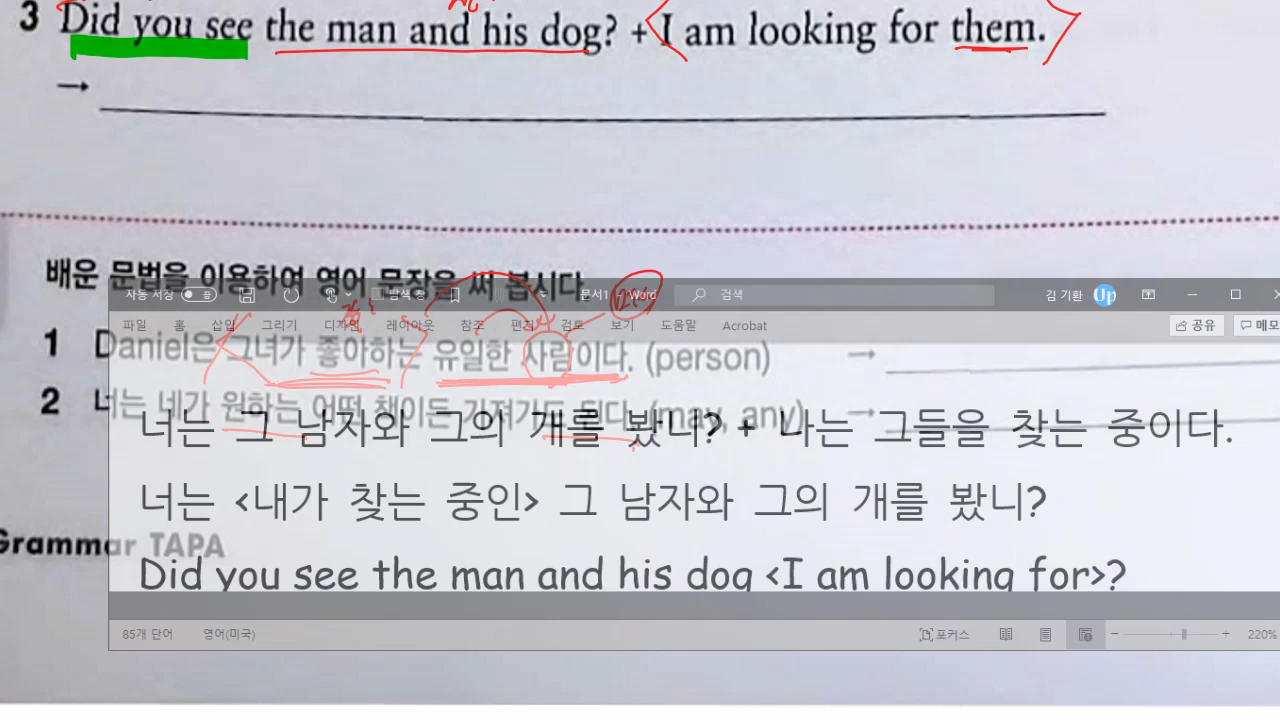 3 Did you see the man and his dog? + I am looking for them.
→
배운 문법을 이용하여 영어 문장을 써 봅시다.
자동 저장 문서1 - Word 검색 김 기환 Up
파일 홈 삽입 그리기 디자인 레이아웃 참조 편지 검토 보기 도움말 Acrobat 공유 메모
1 Daniel은 그녀가 좋아하는 유일한 사람이다. (person) →
2 너는 네가 원하는 어떤 책이든 가져가도 된다. (may, any) →
너는 그 남자와 그의 개를 봤니? + 나는 그들을 찾는 중이다.
너는 <내가 찾는 중인> 그 남자와 그의 개를 봤니?
Grammar TAPA
Did you see the man and his dog <I am looking for>?
85개 단어 영어(미국) 포커스 220%